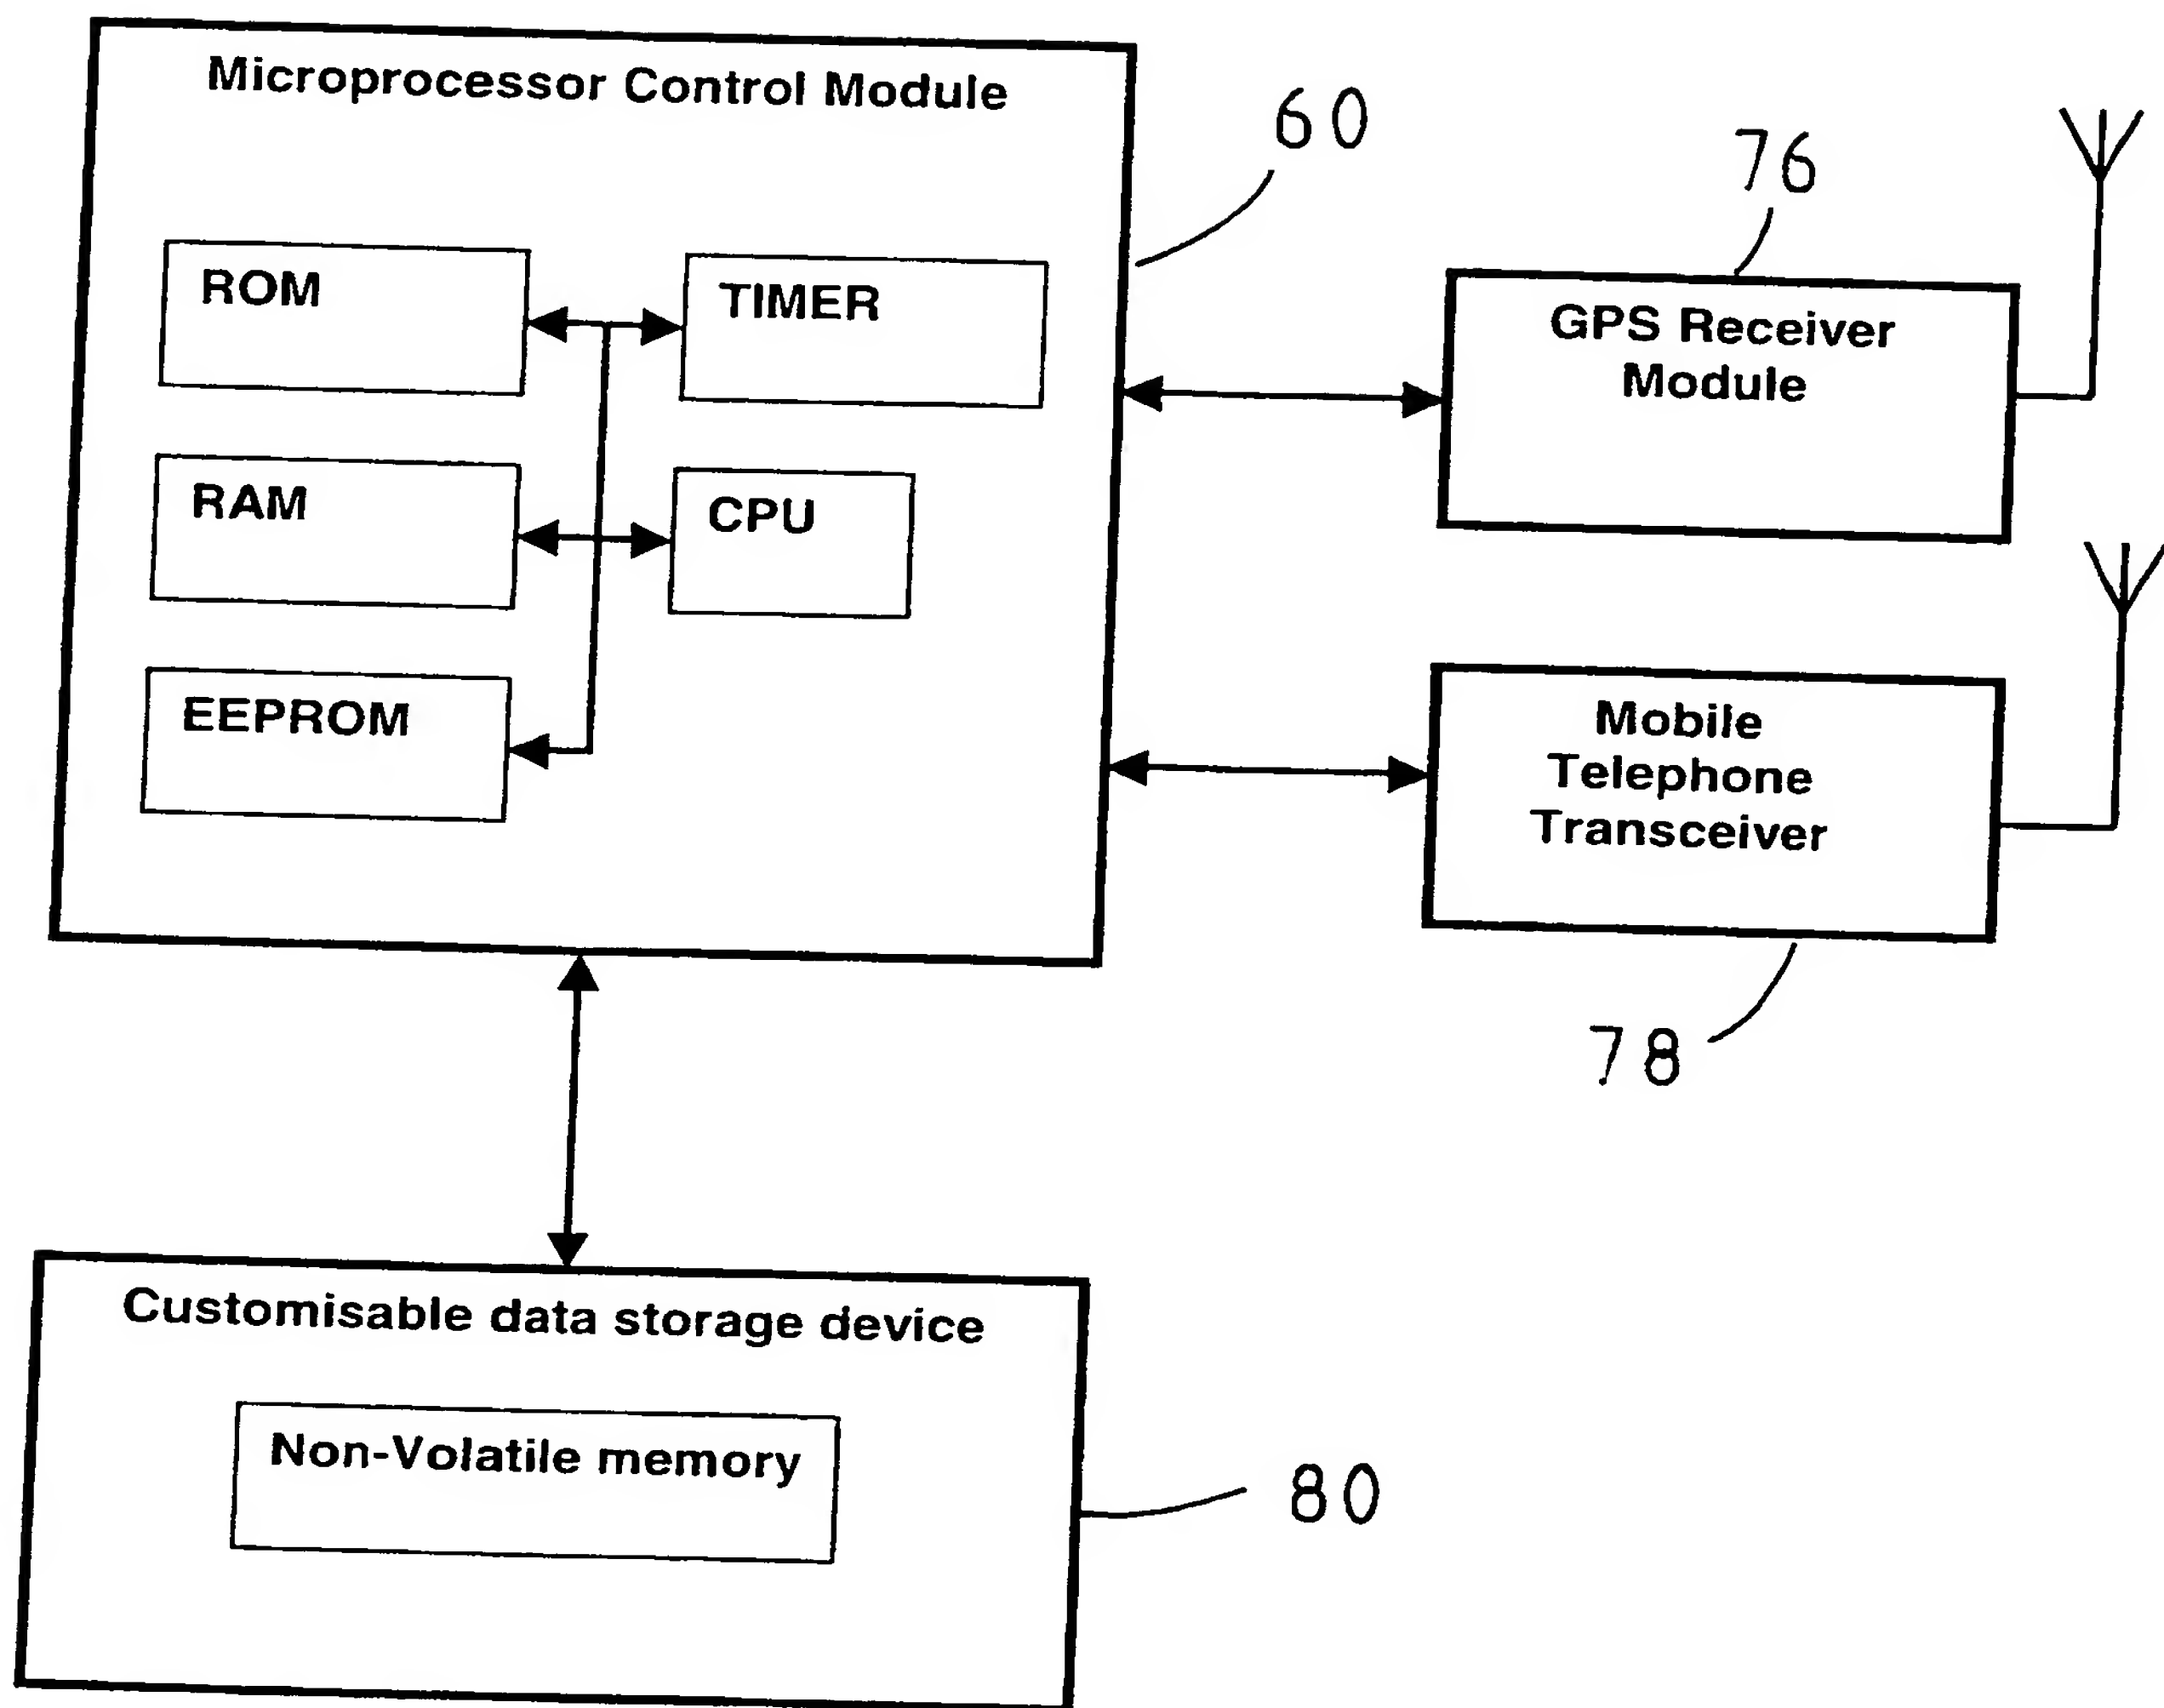 Microprocessor Control Module
60
76
ROM
TIMER
GPS Receiver
Module
RAM
CPU
EEPROM
Mobile
Telephone
Transceiver
78
Customisable data storage device
Non-Volatile memory
80